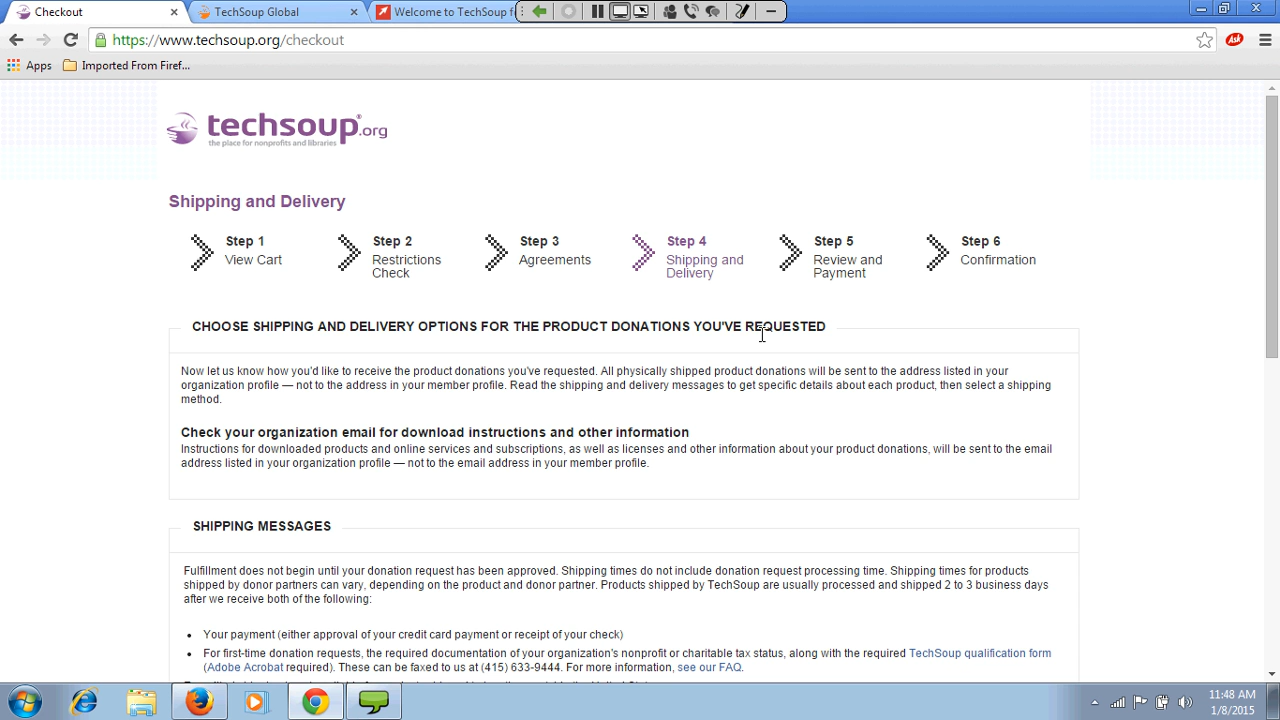 Checkout
TechSoup Global
Welcome to TechSoup f
https://www.techsoup.org/checkout
Ask
Apps
Imported From Firef...
techsoup.org
the place for nonprofits and libraries
Shipping and Delivery
Step 1
View Cart
Step 2
Restrictions
Check
Step 3
Agreements
Step 4
Shipping and
Delivery
Step 5
Review and
Payment
Step 6
Confirmation
CHOOSE SHIPPING AND DELIVERY OPTIONS FOR THE PRODUCT DONATIONS YOU'VE REQUESTED
Now let us know how you'd like to receive the product donations you've requested. All physically shipped product donations will be sent to the address listed in your
organization profile — not to the address in your member profile. Read the shipping and delivery messages to get specific details about each product, then select a shipping
method.
Check your organization email for download instructions and other information
Instructions for downloaded products and online services and subscriptions, as well as licenses and other information about your product donations, will be sent to the email
address listed in your organization profile — not to the email address in your member profile.
SHIPPING MESSAGES
Fulfillment does not begin until your donation request has been approved. Shipping times do not include donation request processing time. Shipping times for products
shipped by donor partners can vary, depending on the product and donor partner. Products shipped by TechSoup are usually processed and shipped 2 to 3 business days
after we receive both of the following:
• Your payment (either approval of your credit card payment or receipt of your check)
• For first-time donation requests, the required documentation of your organization's nonprofit or charitable tax status, along with the required TechSoup qualification form
(Adobe Acrobat required). These can be faxed to us at (415) 633-9444. For more information, see our FAQ.
11:48 AM
1/8/2015